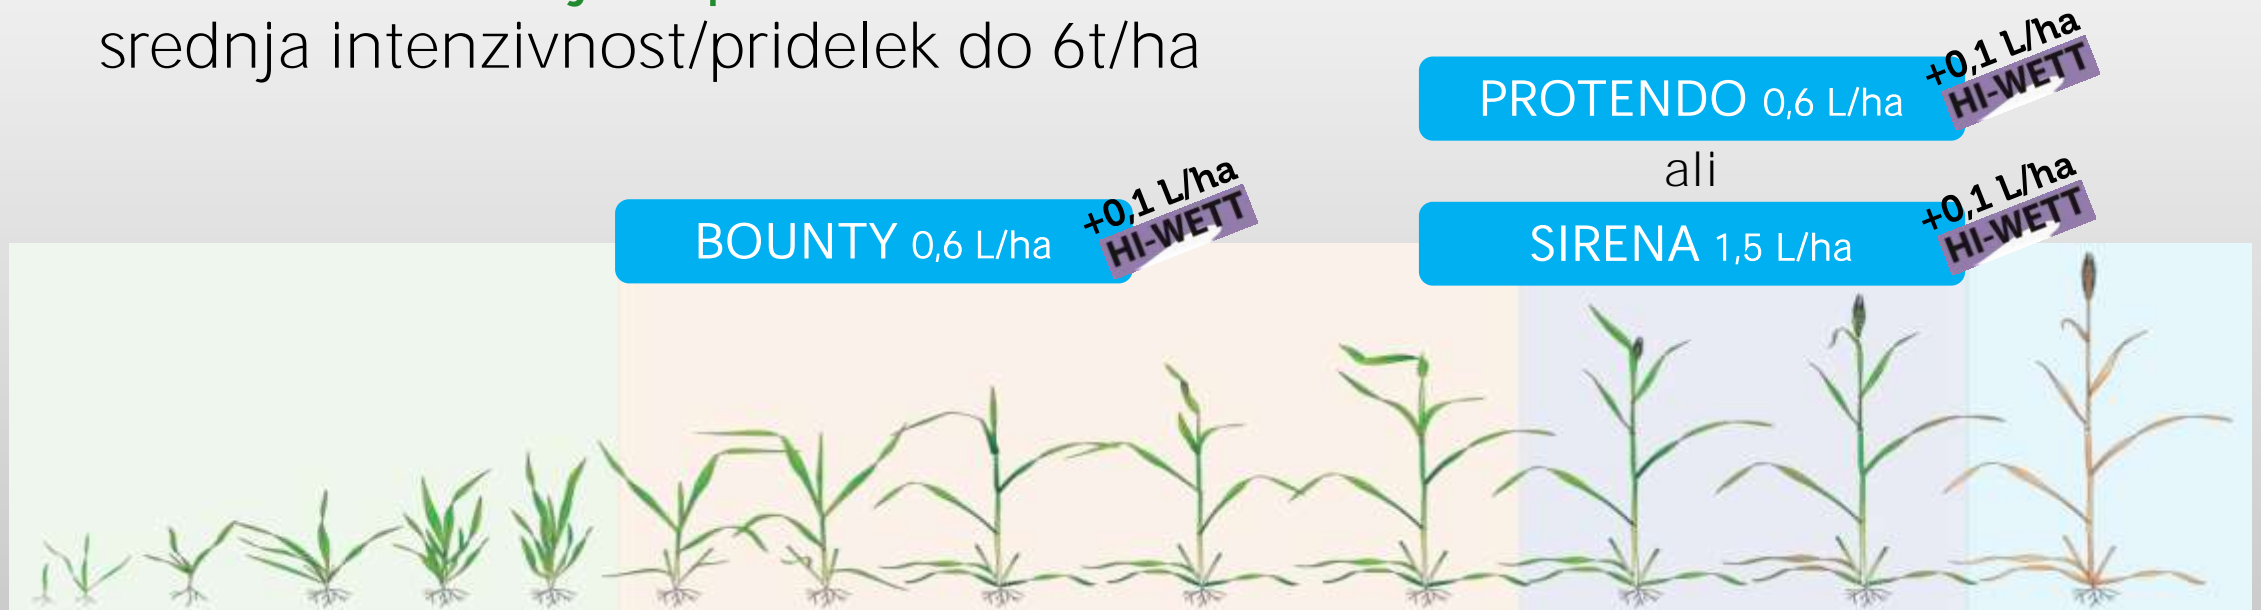 srednja intenzivnost/pridelek do 6t/ha
PROTENDO 0,6 L/ha
+0,1 L/ha
HI-WETT
ali
BOUNTY 0,6 L/ha
+0,1 L/ha
HI-WETT
SIRENA 1,5 L/ha
+0,1 L/ha
HI-WETT